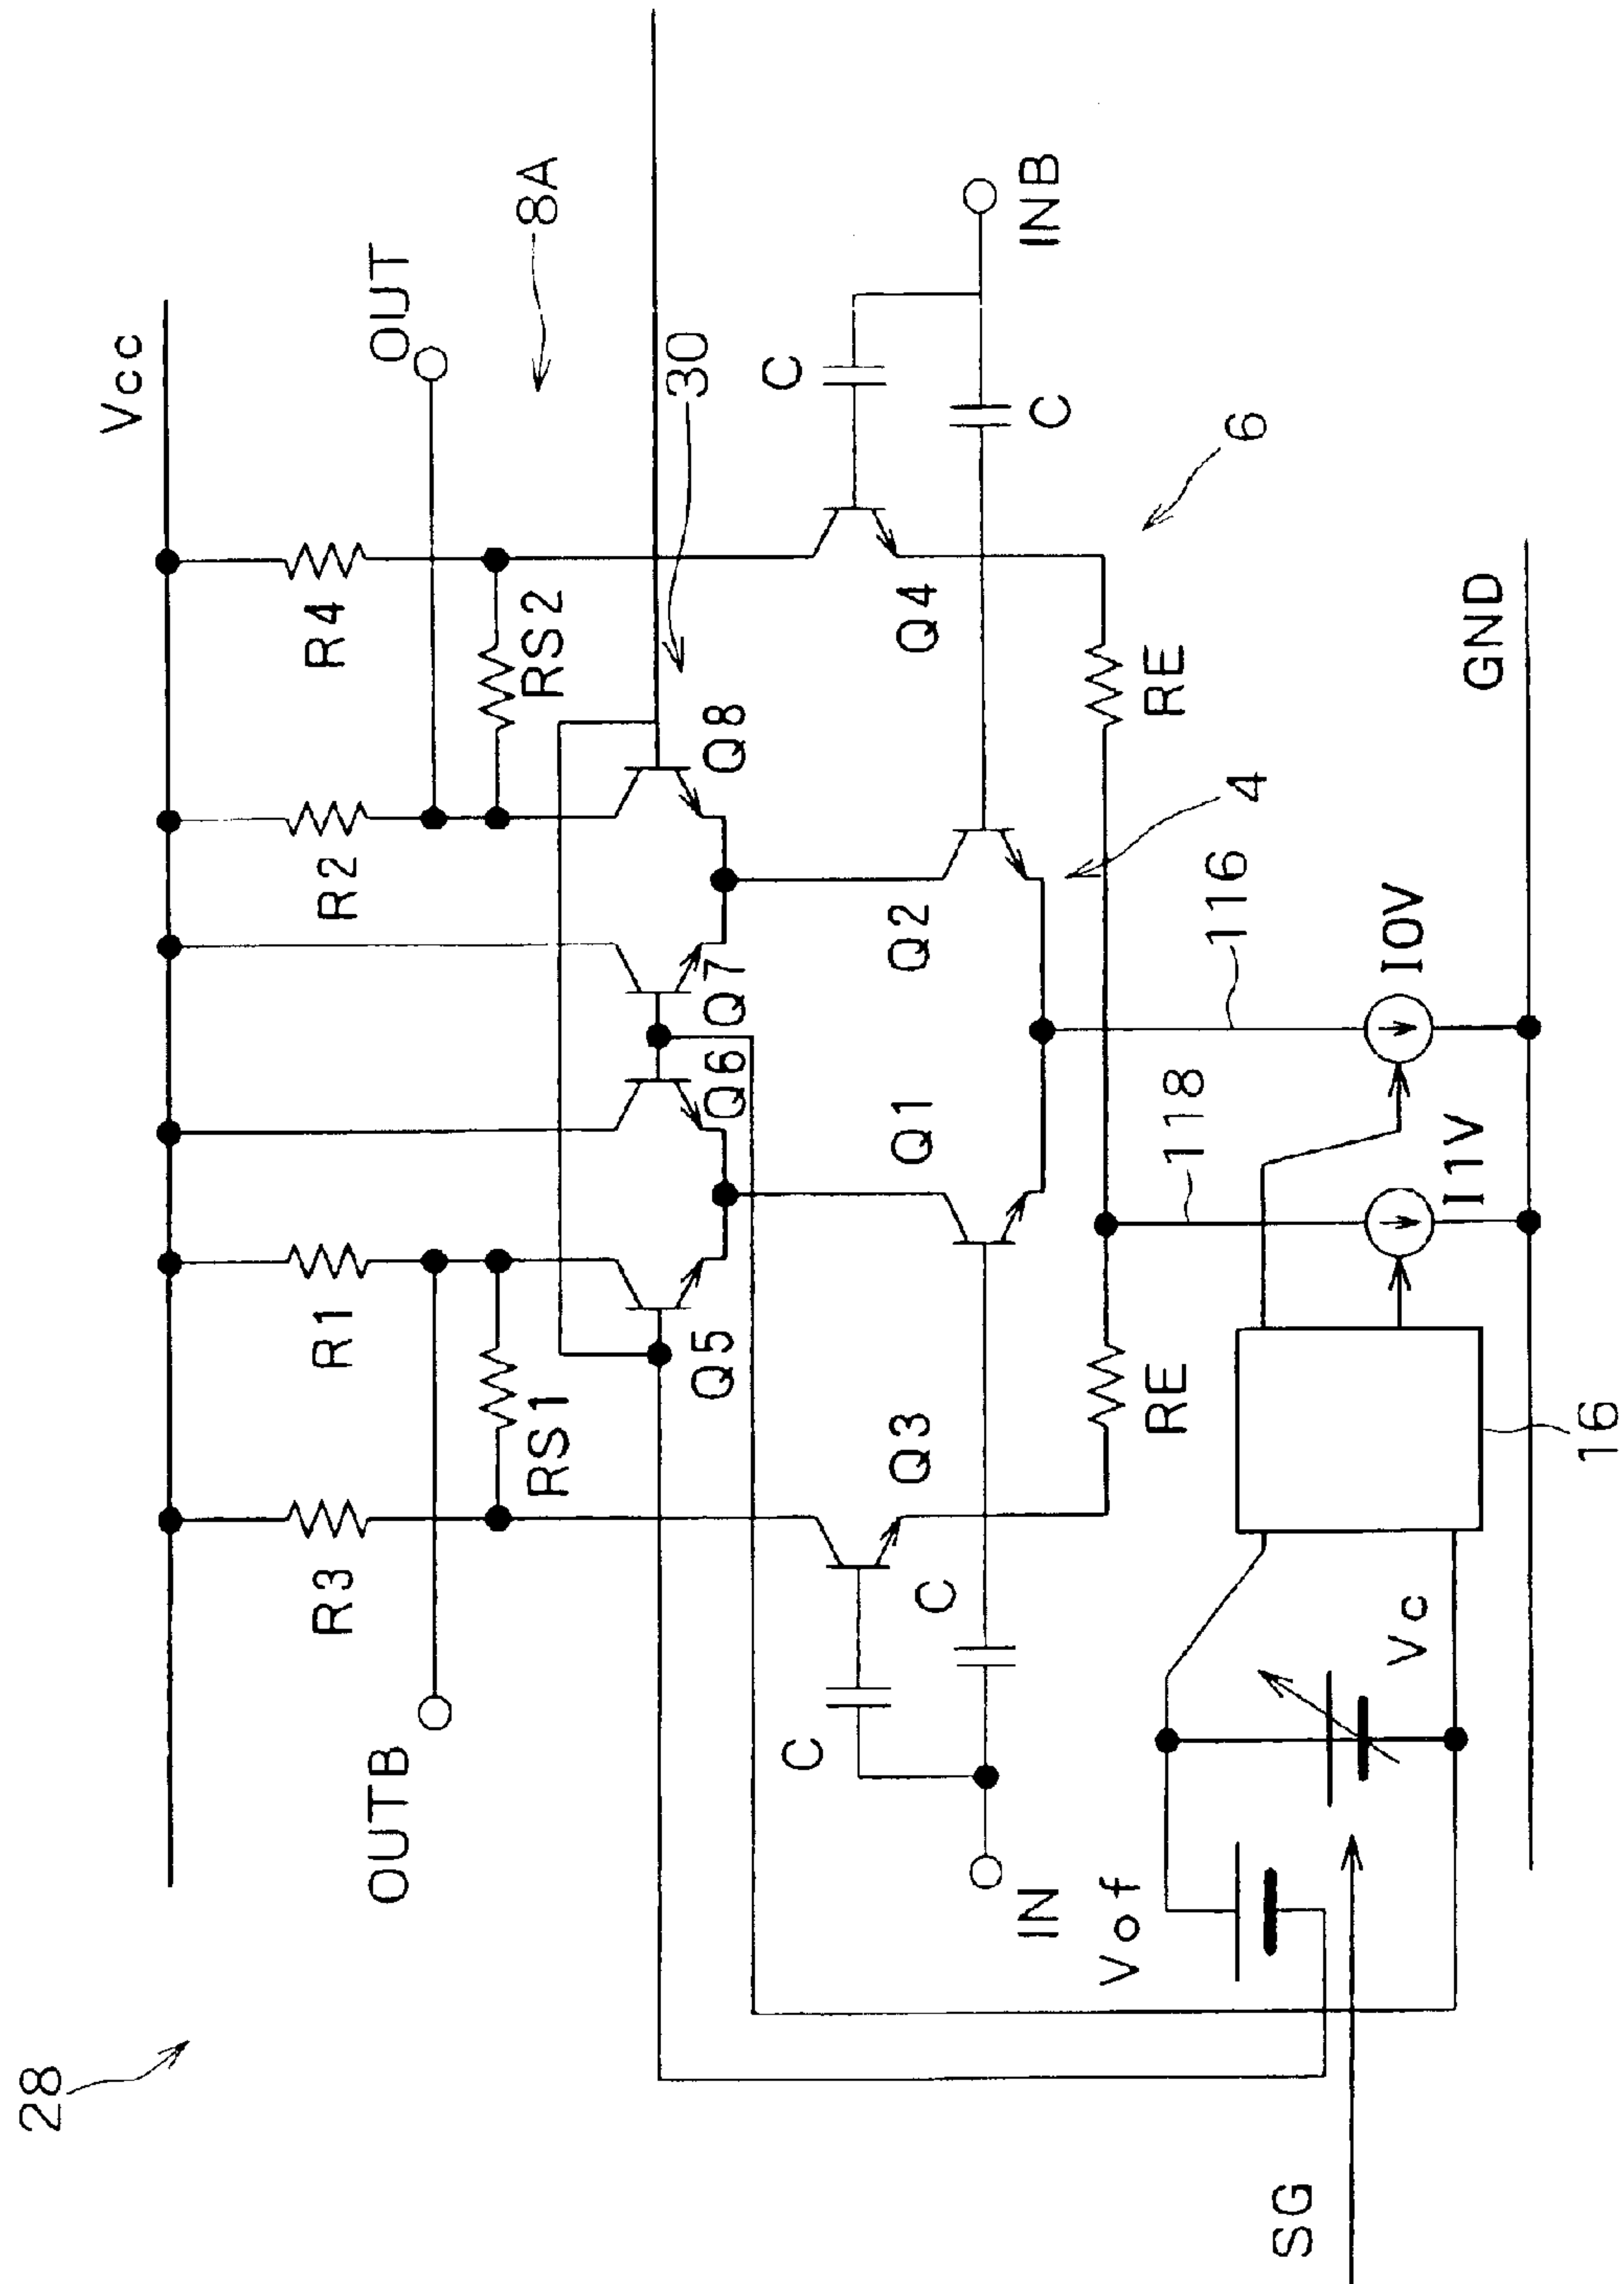 28
Vcc
OUTB
OUT
8A
R3
R1
R2
R4
RS1
RS2
30
Q5
Q6
Q7
Q8
C
C
C
C
IN
INB
Q3
Q1
Q2
Q4
6
4
RE
RE
118
116
Vof
Vc
I1V
I0V
GND
SG
16